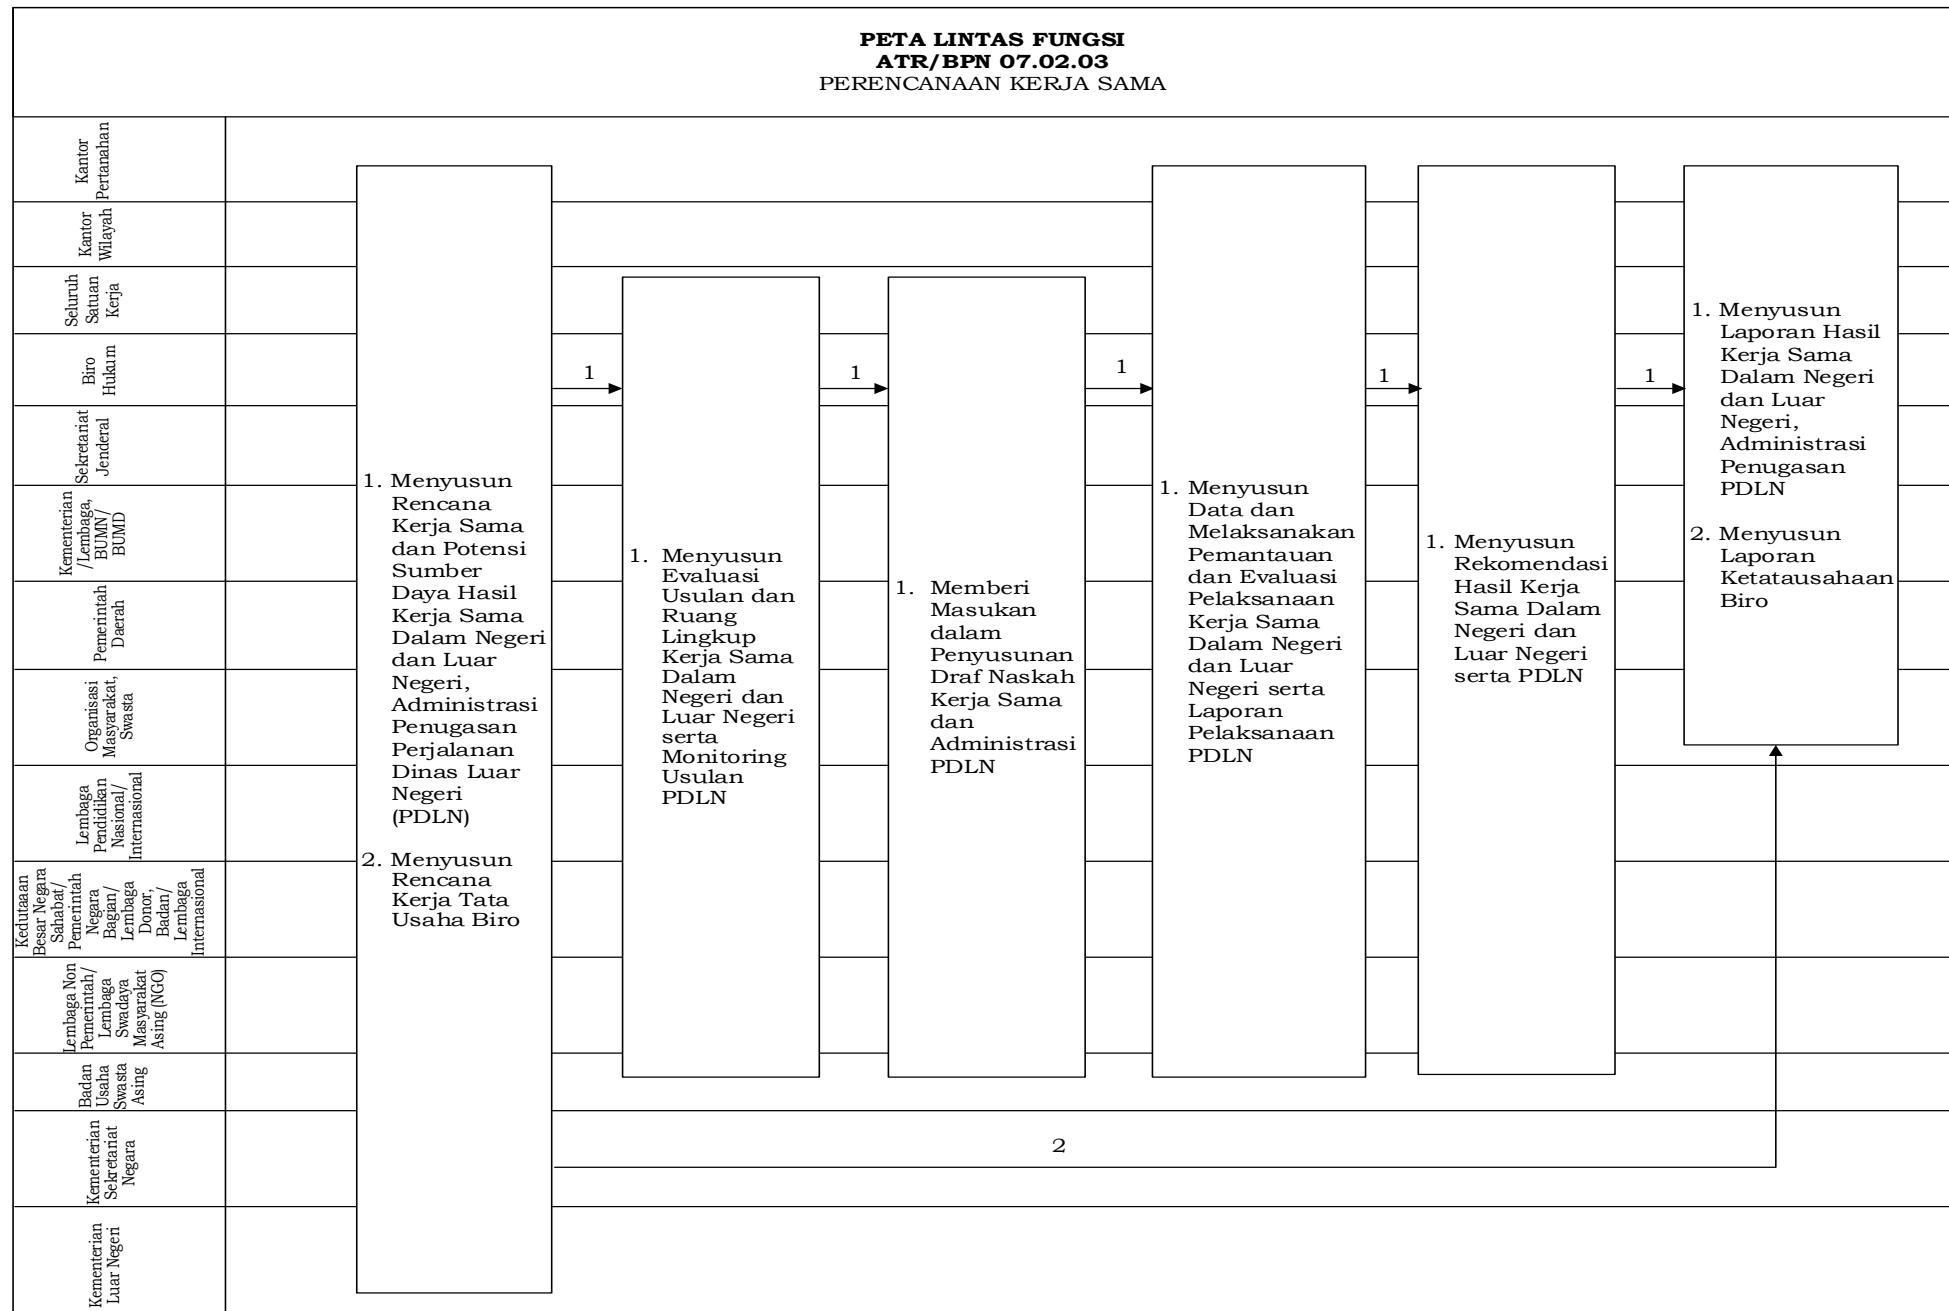 PETA LINTAS FUNGSI
ATR/BPN 07.02.03
PERENCANAAN KERJA SAMA
Kantor
Pertanahan
Kantor
Wilayah
Seluruh
Satuan
Kerja
Biro
Hukum
Sekretariat
Jenderal
Kementerian
/Lembaga,
BUMN/
BUMD
Pemerintah
Daerah
Organisasi
Masyarakat,
Swasta
Lembaga
Pendidikan
Nasional/
Internasional
Kedutaaan
Besar Negara
Sahabat/
Pemerintah
Negara
Bagian/
Lembaga
Donor,
Badan/
Lembaga
Internasional
Lembaga Non
Pemerintah/
Lembaga
Swadaya
Masyarakat
Asing (NGO)
Badan
Usaha
Swasta
Asing
Kementerian
Sekretariat
Negara
Kementerian
Luar Negeri
1. Menyusun
Rencana
Kerja Sama
dan Potensi
Sumber
Daya Hasil
Kerja Sama
Dalam Negeri
dan Luar
Negeri,
Administrasi
Penugasan
Perjalanan
Dinas Luar
Negeri
(PDLN)
2. Menyusun
Rencana
Kerja Tata
Usaha Biro
1
1. Menyusun
Evaluasi
Usulan dan
Ruang
Lingkup
Kerja Sama
Dalam
Negeri dan
Luar Negeri
serta
Monitoring
Usulan
PDLN
1
1. Memberi
Masukan
dalam
Penyusunan
Draf Naskah
Kerja Sama
dan
Administrasi
PDLN
1
1. Menyusun
Data dan
Melaksanakan
Pemantauan
dan Evaluasi
Pelaksanaan
Kerja Sama
Dalam Negeri
dan Luar
Negeri serta
Laporan
Pelaksanaan
PDLN
1
1. Menyusun
Rekomendasi
Hasil Kerja
Sama Dalam
Negeri dan
Luar Negeri
serta PDLN
1
1. Menyusun
Laporan Hasil
Kerja Sama
Dalam Negeri
dan Luar
Negeri,
Administrasi
Penugasan
PDLN
2. Menyusun
Laporan
Ketatausahaan
Biro
2